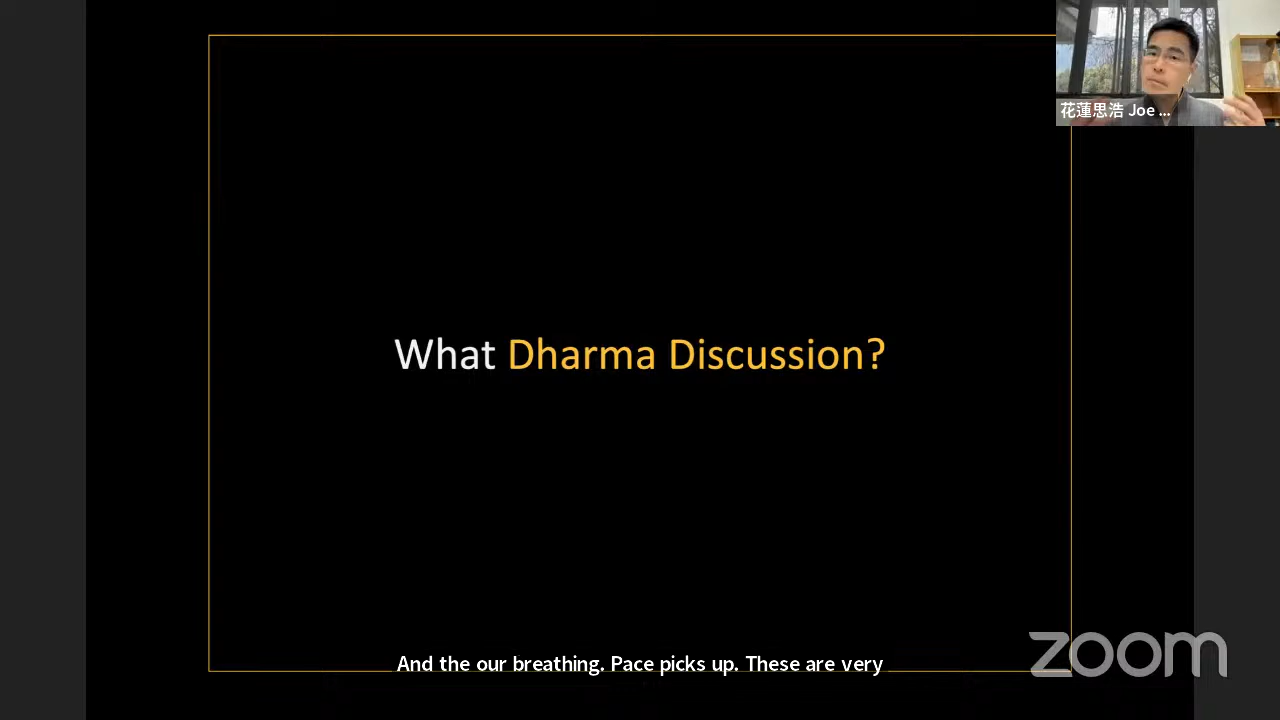 花蓮思浩 Joe ...
What Dharma Discussion?
And the our breathing. Pace picks up. These are very
zoom